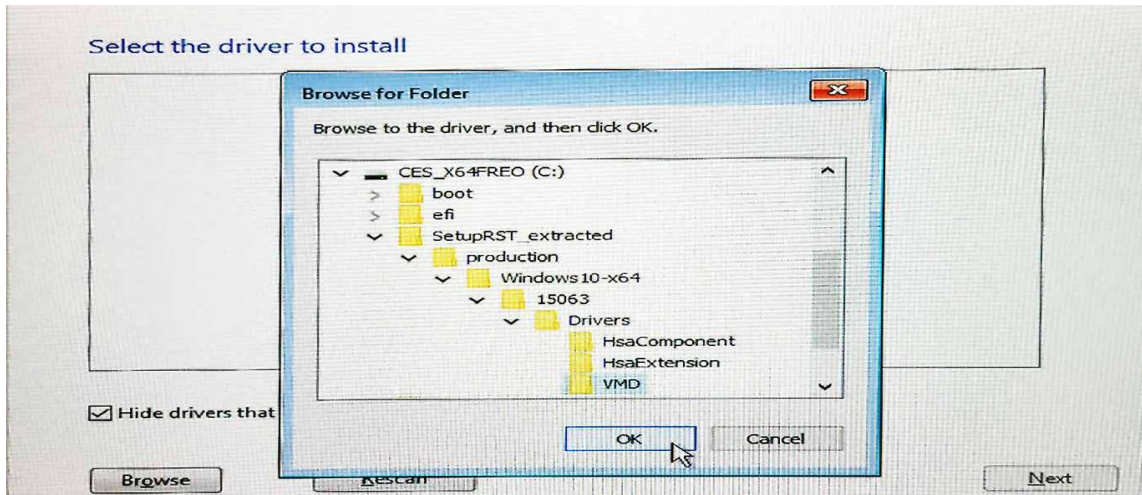 Select the driver to install
Browse for Folder
Browse to the driver, and then click OK.
CES_X64FREO (C:)
boot
efi
SetupRST_extracted
production
Windows10-x64
15063
Drivers
HsaComponent
HsaExtension
VMD
Hide drivers that
OK
Cancel
Browse
Rescan
Next